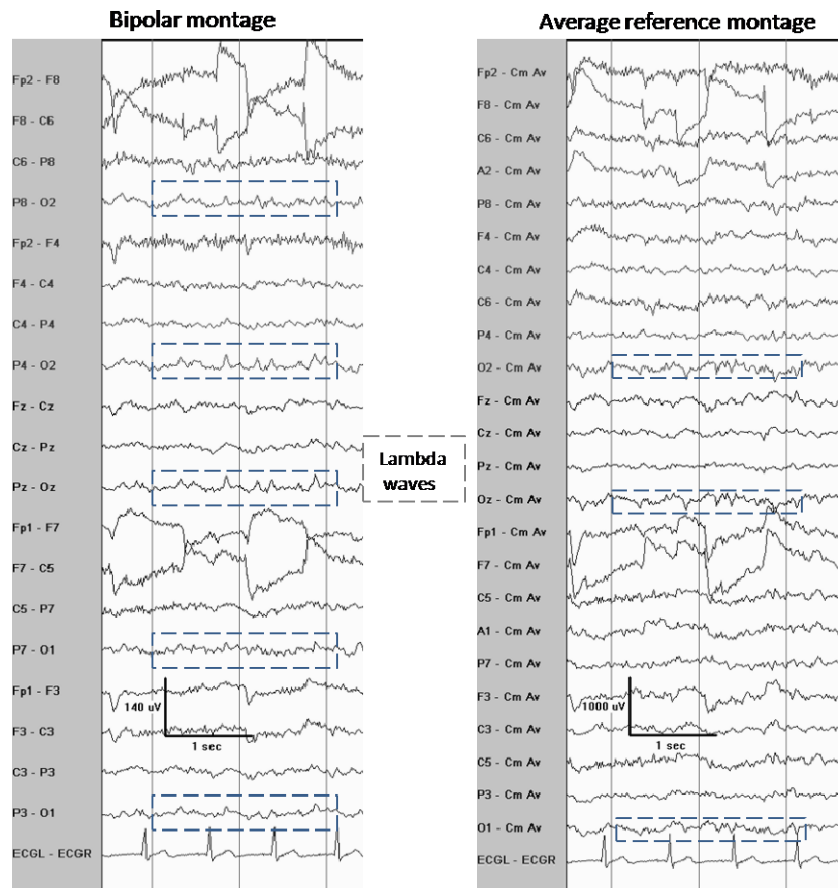 Bipolar montage
Fp2 - F8
F8 - C6
C6 - P8
P8 - O2
Fp2 - F4
F4 - C4
C4 - P4
P4 - O2
Fz - Cz
Cz - Pz
Pz - Oz
Fp1 - F7
F7 - C5
C5 - P7
P7 - O1
Fp1 - F3
140 uV
F3 - C3
1 sec
C3 - P3
P3 - O1
ECGL - ECGR
Lambda
waves
Average reference montage
Fp2 - Cm Av
F8 - Cm Av
C6 - Cm Av
A2 - Cm Av
P8 - Cm Av
F4 - Cm Av
C4 - Cm Av
C6 - Cm Av
P4 - Cm Av
O2 - Cm Av
Fz - Cm Av
Cz - Cm Av
Pz - Cm Av
Oz - Cm Av
Fp1 - Cm Av
F7 - Cm Av
C5 - Cm Av
A1 - Cm Av
P7 - Cm Av
F3 - Cm Av
1000 uV
C3 - Cm Av
1 sec
C5 - Cm Av
P3 - Cm Av
O1 - Cm Av
ECGL - ECGR